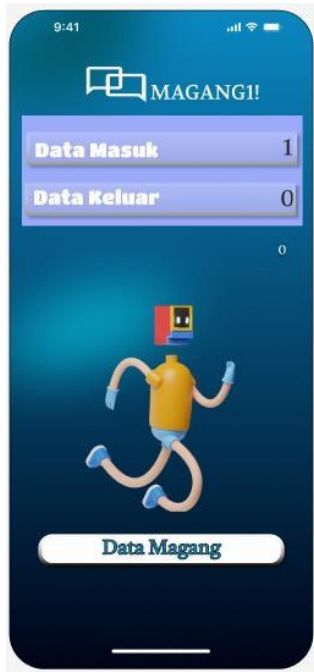 9:41
MAGANG1!
Data Masuk 1
Data Keluar 0
0
Data Magang